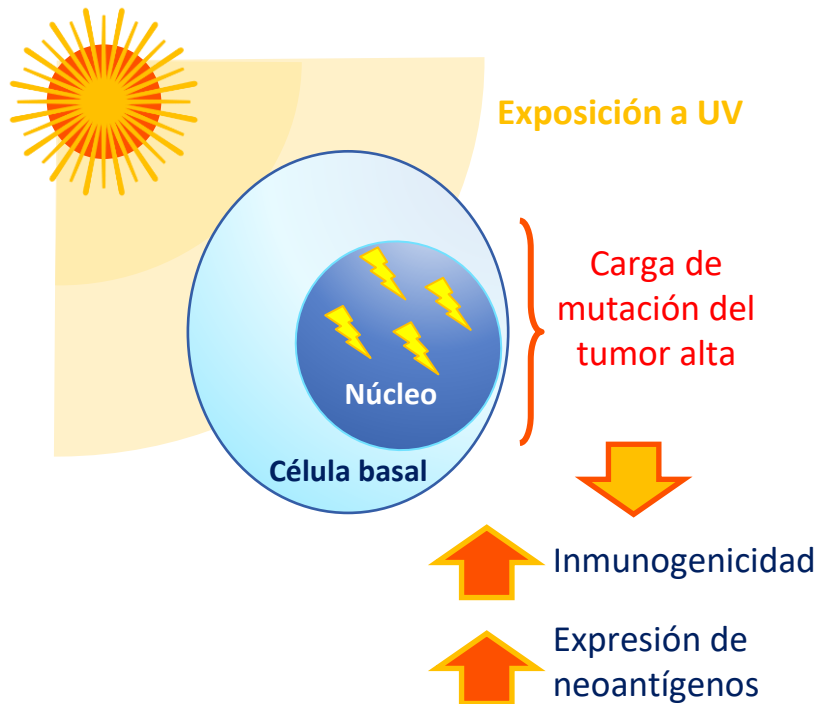 Exposición a UV
Carga de
mutación del
tumor alta
Núcleo
Célula basal
Inmunogenicidad
Expresión de
neoantígenos